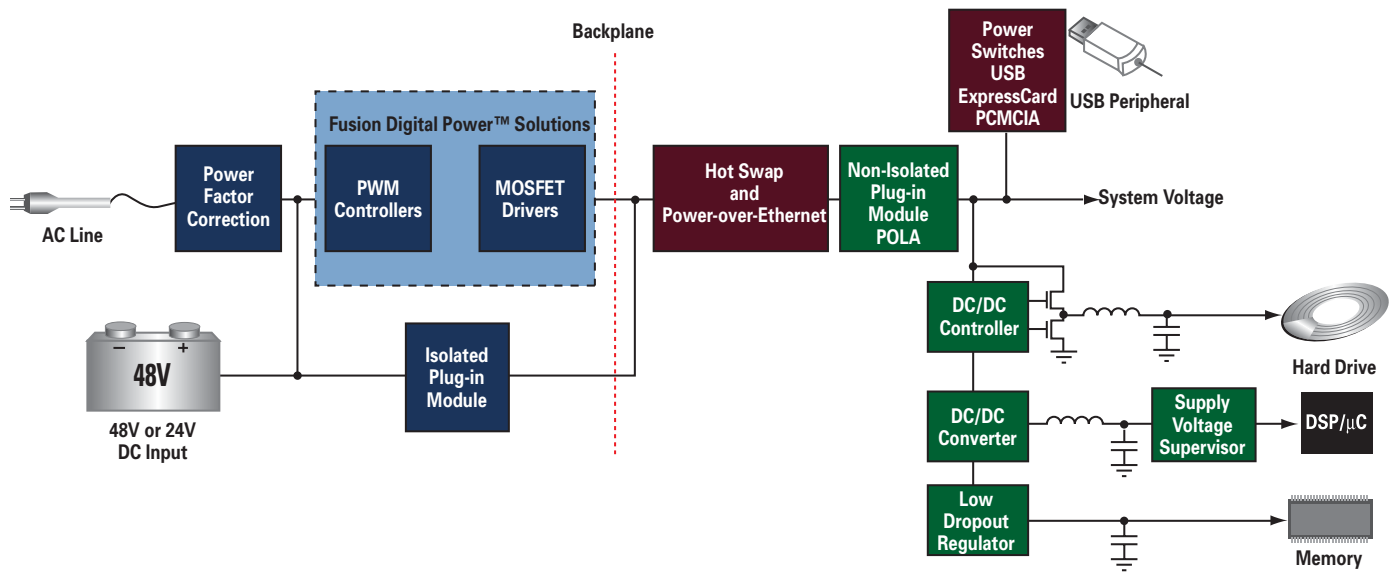 Backplane
Power
Switches
USB
ExpressCard
PCMCIA
USB Peripheral
Fusion Digital Power™ Solutions
Power
Factor
Correction
PWM
Controllers
MOSFET
Drivers
Hot Swap
and
Power-over-Ethernet
Non-Isolated
Plug-in
Module
POLA
System Voltage
AC Line
DC/DC
Controller
Hard Drive
– +
48V
48V or 24V
DC Input
Isolated
Plug-in
Module
DC/DC
Converter
Supply
Voltage
Supervisor
DSP/μC
Low
Dropout
Regulator
Memory